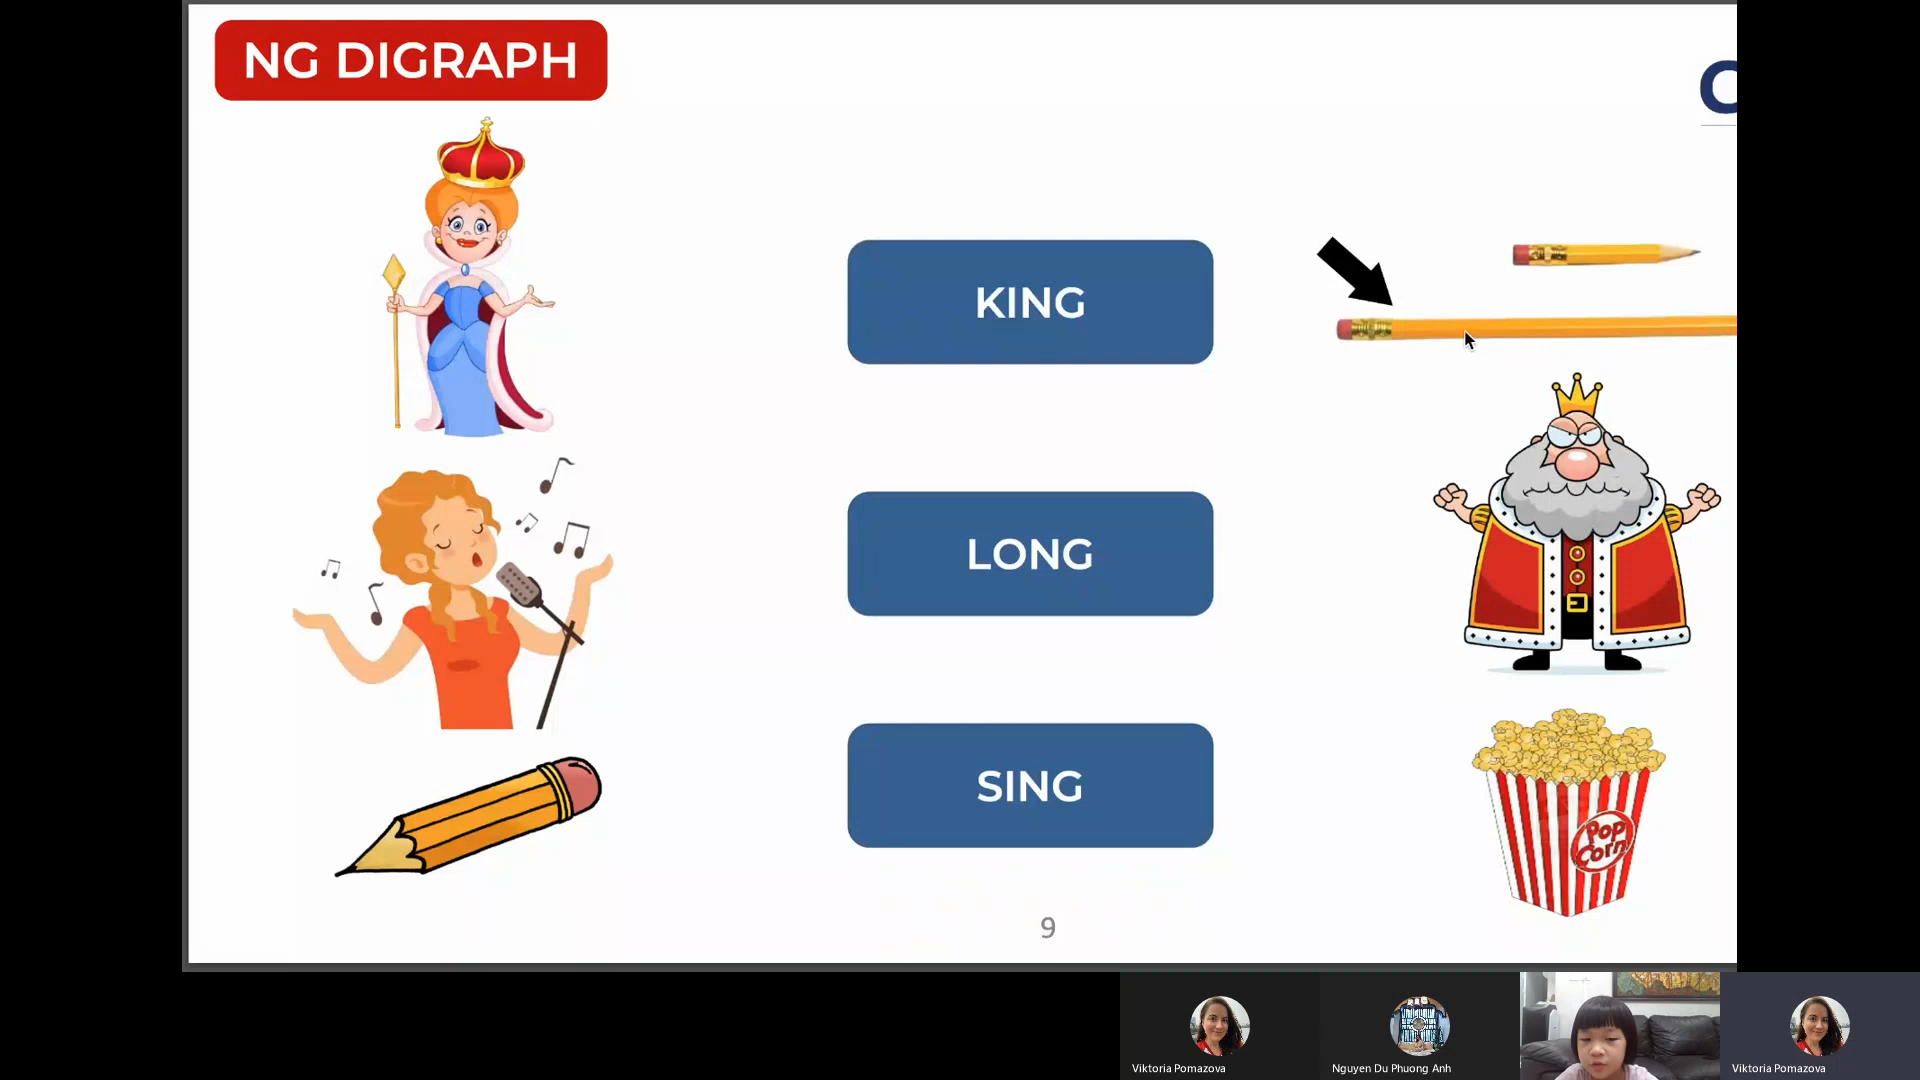 NG DIGRAPH
KING
LONG
SING
Pop
Corn
9
Viktoria Pomazova
Nguyen Du Phuong Anh
Viktoria Pomazova